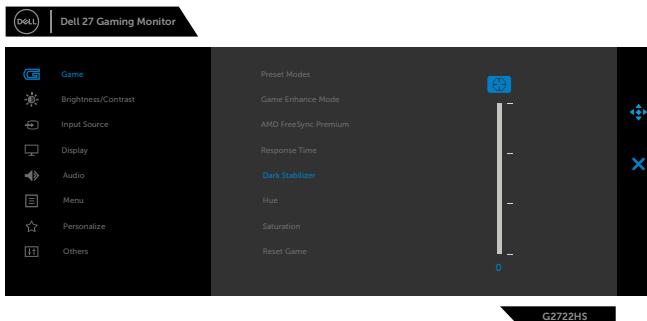 DELL
Dell 27 Gaming Monitor
Game
Brightness/Contrast
Input Source
Display
Audio
Menu
Personalize
Others
Preset Modes
Game Enhance Mode
AMD FreeSync Premium
Response Time
Dark Stabilizer
Hue
Saturation
Reset Game
0
G2722HS